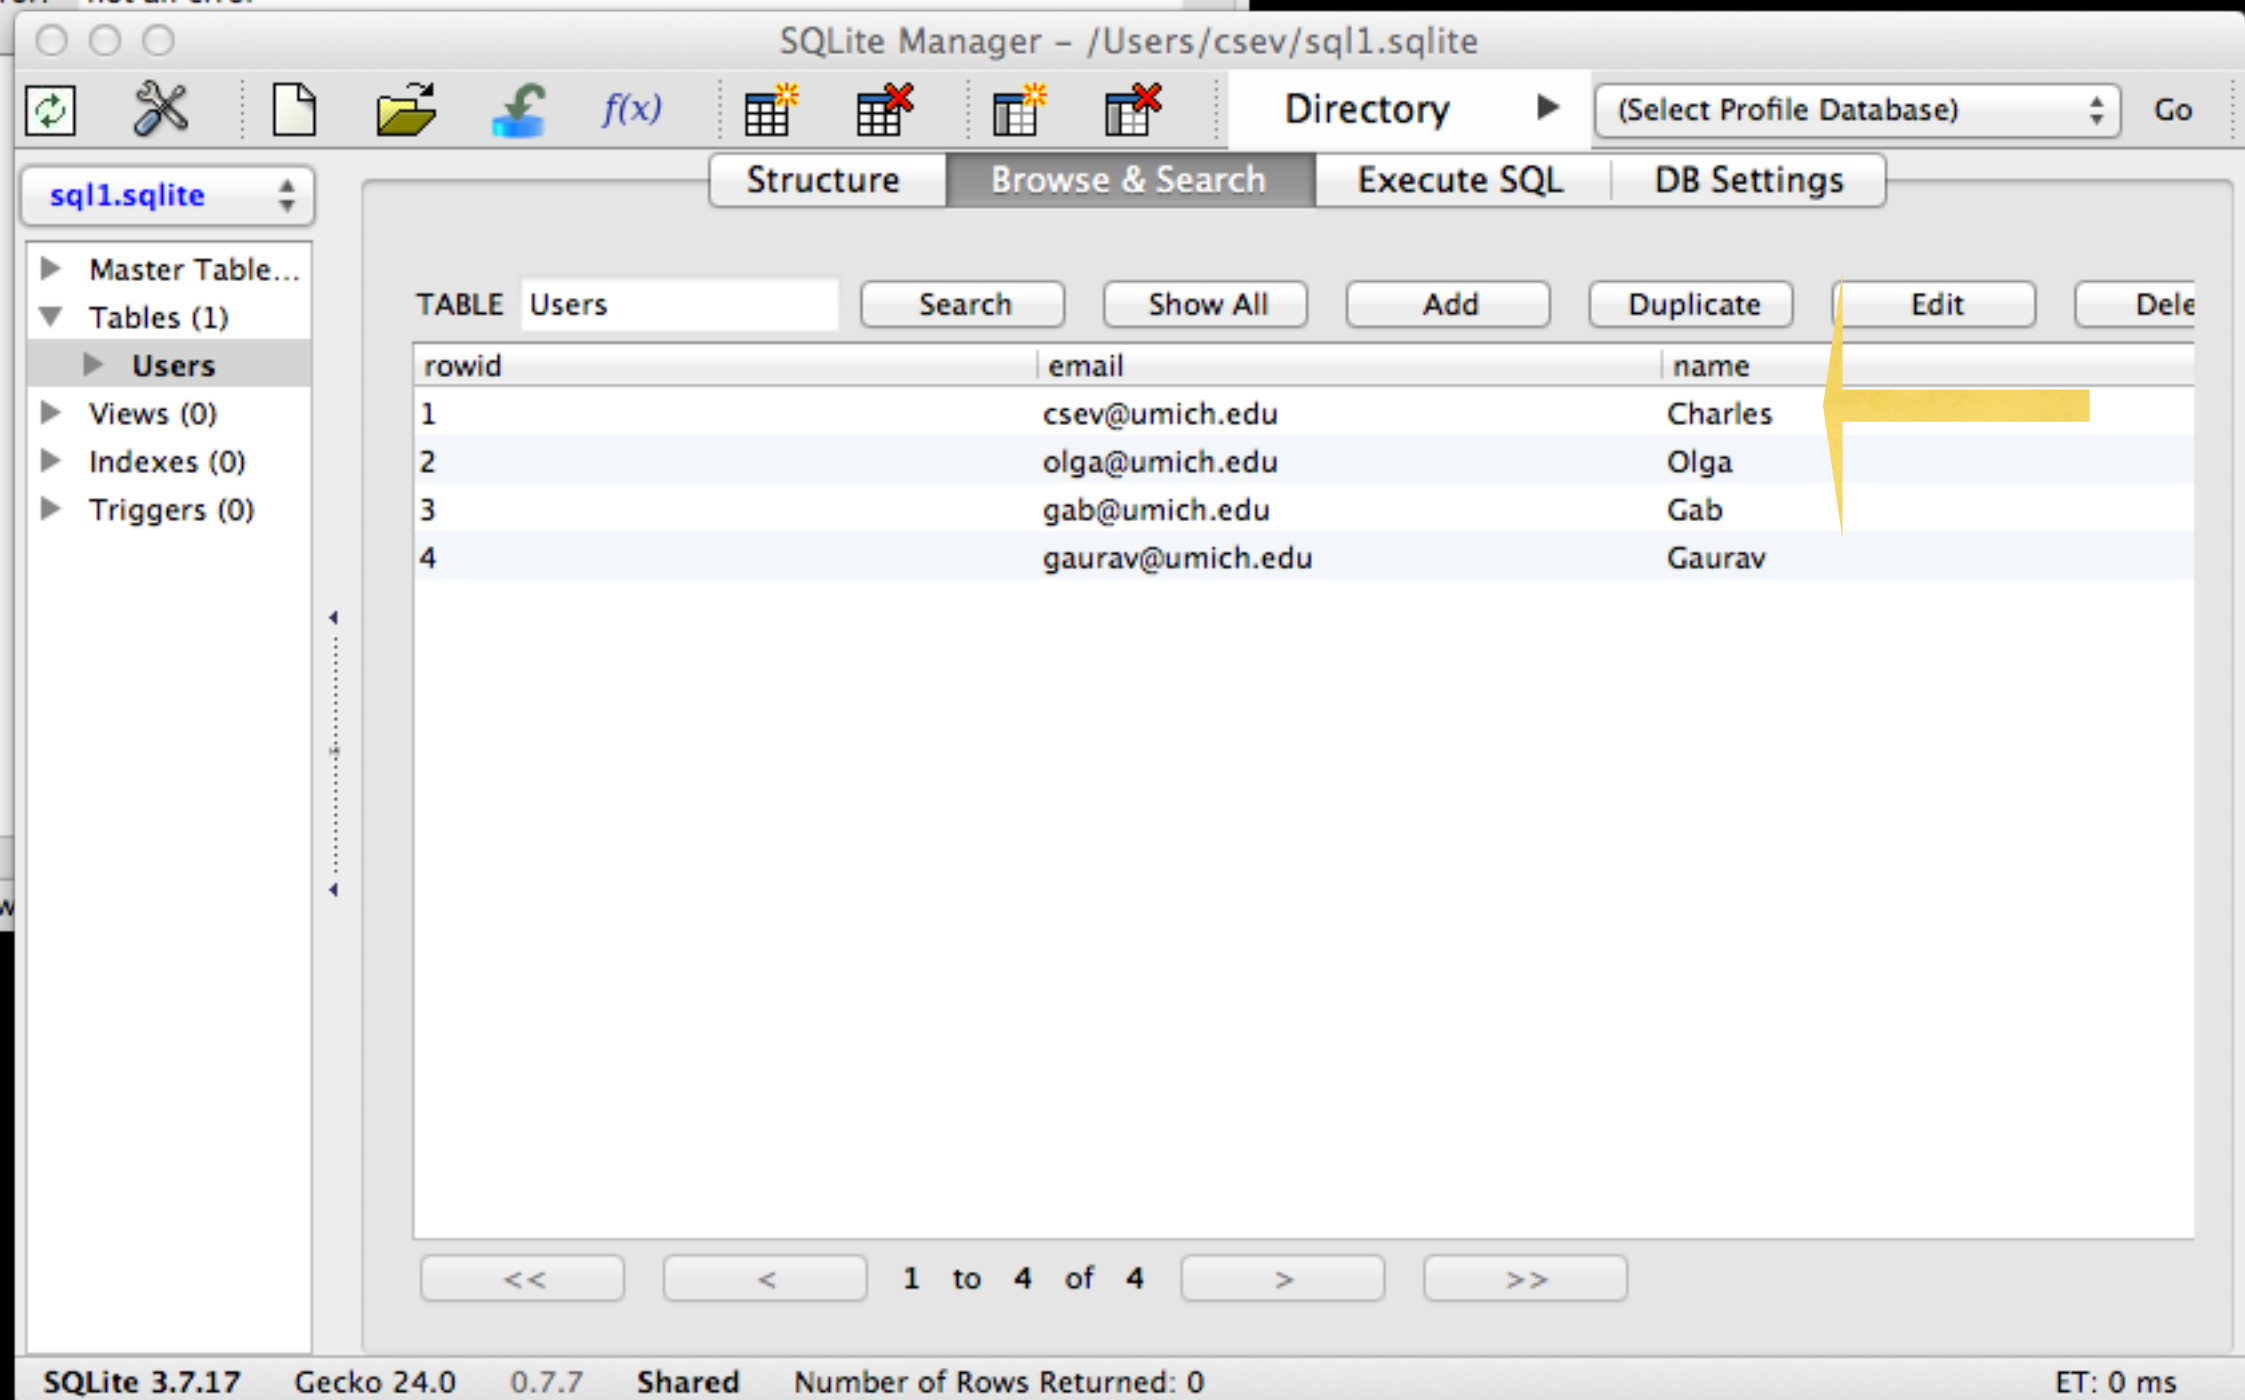 not an error
SQLite Manager – /Users/csev/sql1.sqlite
f(x) Directory (Select Profile Database) Go
sql1.sqlite
Structure Browse & Search Execute SQL DB Settings
Master Table...
Tables (1)
Users
Views (0)
Indexes (0)
Triggers (0)
TABLE Users Search Show All Add Duplicate Edit Dele
rowid email name
1 csev@umich.edu Charles
2 olga@umich.edu Olga
3 gab@umich.edu Gab
4 gaurav@umich.edu Gaurav
<< < 1 to 4 of 4 > >>
SQLite 3.7.17 Gecko 24.0 0.7.7 Shared Number of Rows Returned: 0 ET: 0 ms